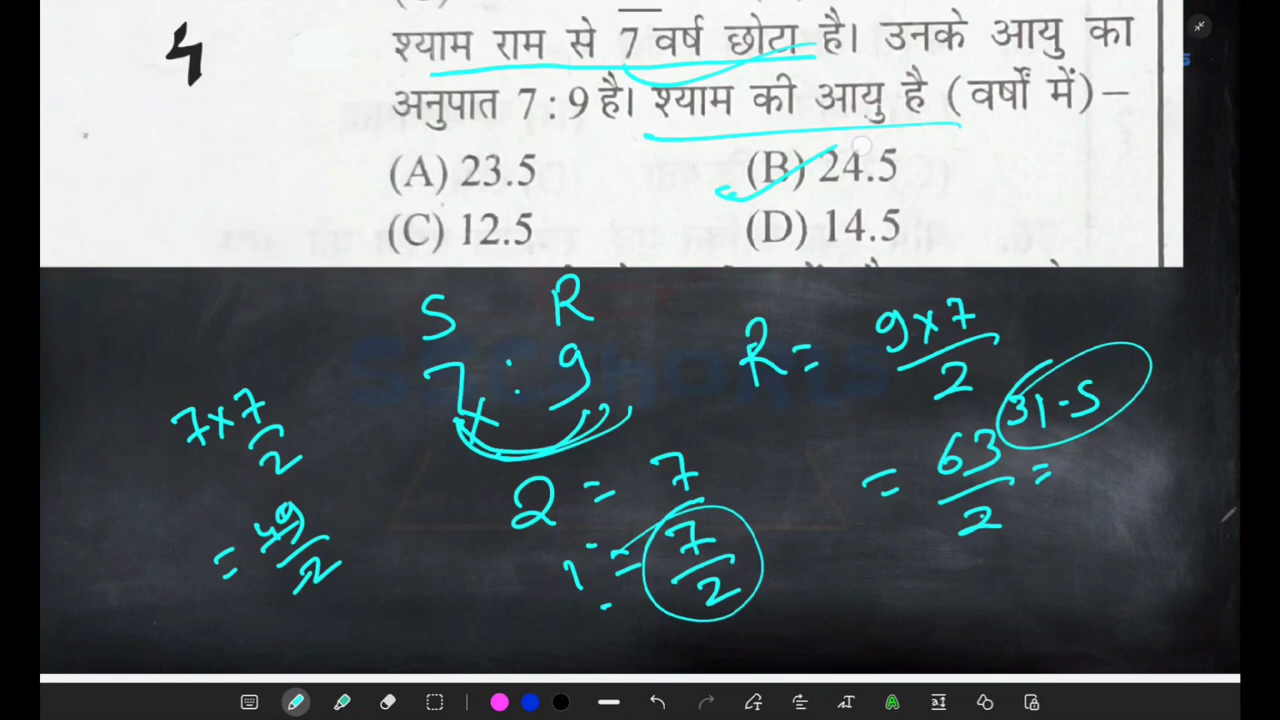 4
श्याम राम से 7 वर्ष छोटा है। उनके आयु का
अनुपात 7 : 9 है। श्याम की आयु है (वर्षों में) –
(A) 23.5 (B) 24.5
(C) 12.5 (D) 14.5
S R
7 : 9
2 = 7
1 = 7/2
7×7/2
= 49/2
R = 9×7/2
= 63/2 = 31.5